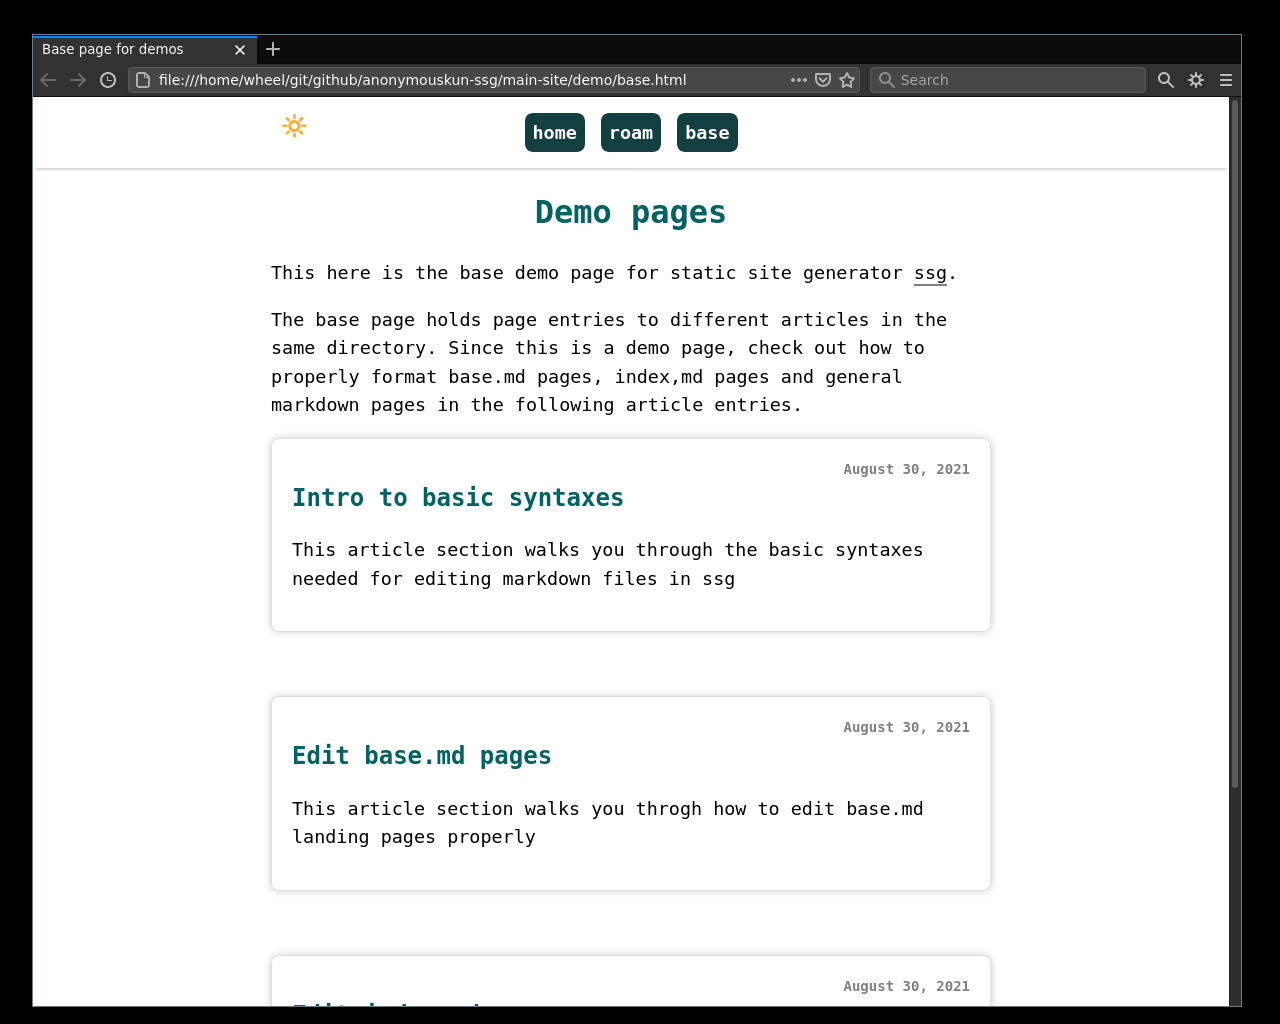 Base page for demos
file:///home/wheel/git/github/anonymouskun-ssg/main-site/demo/base.html
Search
home roam base
Demo pages
This here is the base demo page for static site generator ssg.
The base page holds page entries to different articles in the
same directory. Since this is a demo page, check out how to
properly format base.md pages, index,md pages and general
markdown pages in the following article entries.
August 30, 2021
Intro to basic syntaxes
This article section walks you through the basic syntaxes
needed for editing markdown files in ssg
August 30, 2021
Edit base.md pages
This article section walks you throgh how to edit base.md
landing pages properly
August 30, 2021